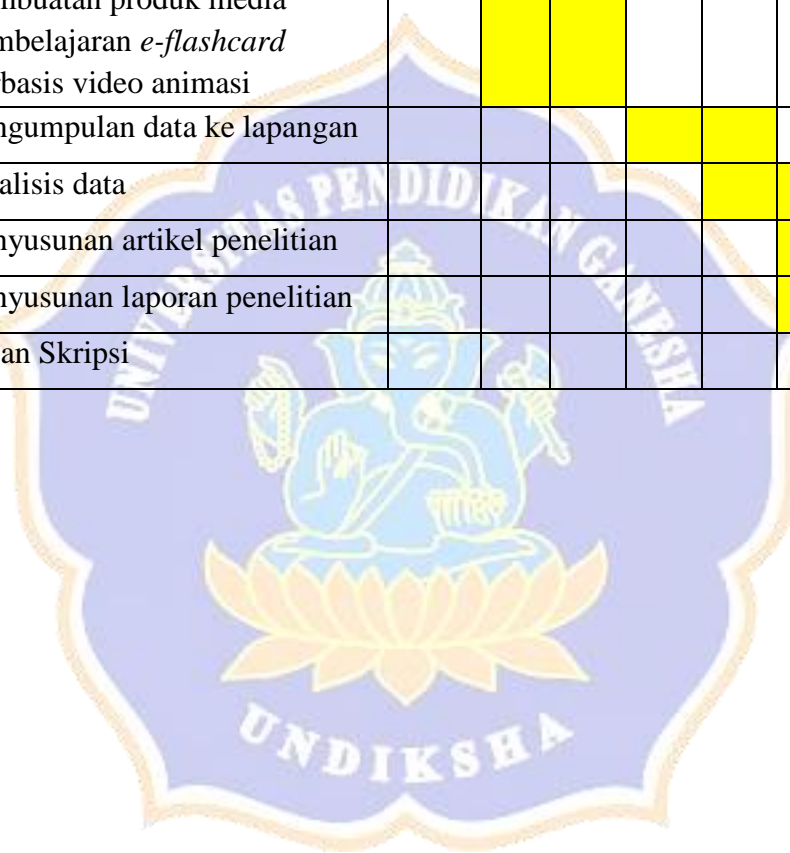 mbuatan produk media
mbelajaran e-flashcard
rbasis video animasi
ngumpulan data ke lapangan
alisis data
nyusunan artikel penelitian
nyusunan laporan penelitian
an Skripsi
UNIVERSITAS PENDIDIKAN GANESHA
UNDIKSHA